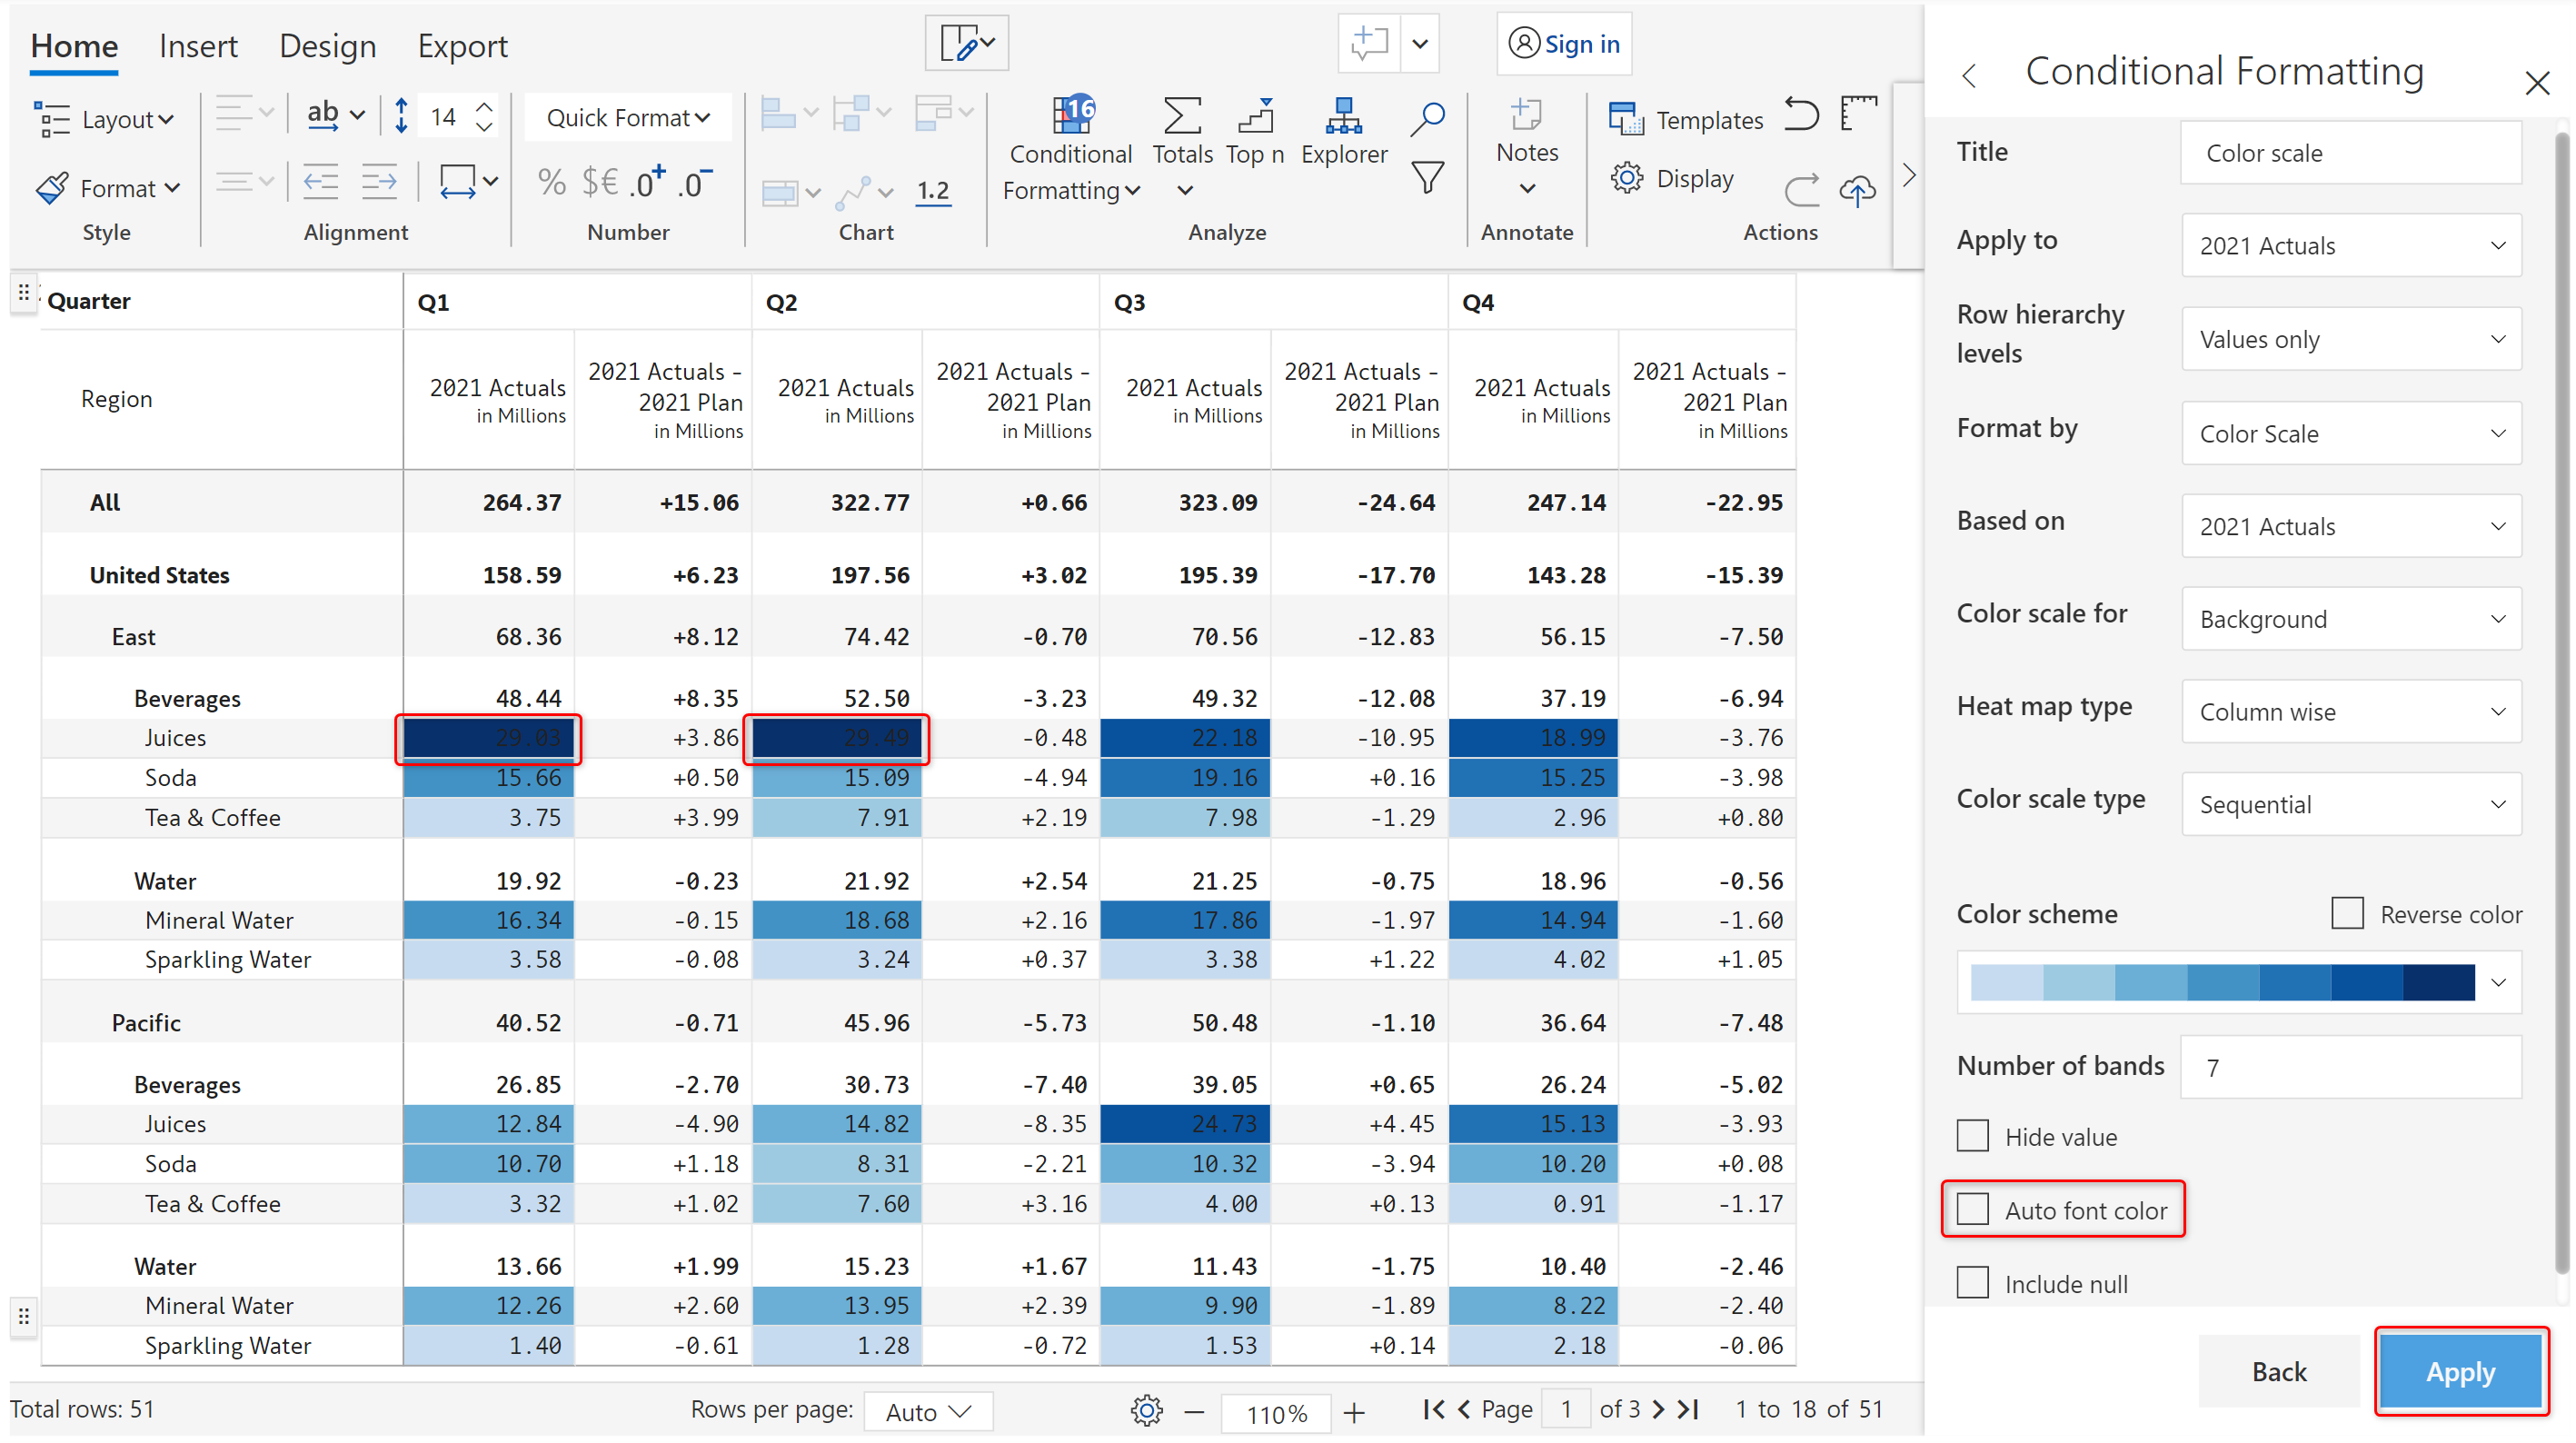 Home Insert Design Export Sign in
Layout ab 14 Quick Format 16 Templates
Conditional Formatting Totals Top n Explorer Notes
Format % $€ .0+ .0- 1.2 Display
Style Alignment Number Chart Analyze Annotate Actions
Quarter Q1 Q2 Q3 Q4
Region 2021 Actuals in Millions 2021 Actuals - 2021 Plan in Millions 2021 Actuals in Millions 2021 Actuals - 2021 Plan in Millions 2021 Actuals in Millions 2021 Actuals - 2021 Plan in Millions 2021 Actuals in Millions 2021 Actuals - 2021 Plan in Millions
All 264.37 +15.06 322.77 +0.66 323.09 -24.64 247.14 -22.95
United States 158.59 +6.23 197.56 +3.02 195.39 -17.70 143.28 -15.39
East 68.36 +8.12 74.42 -0.70 70.56 -12.83 56.15 -7.50
Beverages 48.44 +8.35 52.50 -3.23 49.32 -12.08 37.19 -6.94
Juices 29.03 +3.86 29.49 -0.48 22.18 -10.95 18.99 -3.76
Soda 15.66 +0.50 15.09 -4.94 19.16 +0.16 15.25 -3.98
Tea & Coffee 3.75 +3.99 7.91 +2.19 7.98 -1.29 2.96 +0.80
Water 19.92 -0.23 21.92 +2.54 21.25 -0.75 18.96 -0.56
Mineral Water 16.34 -0.15 18.68 +2.16 17.86 -1.97 14.94 -1.60
Sparkling Water 3.58 -0.08 3.24 +0.37 3.38 +1.22 4.02 +1.05
Pacific 40.52 -0.71 45.96 -5.73 50.48 -1.10 36.64 -7.48
Beverages 26.85 -2.70 30.73 -7.40 39.05 +0.65 26.24 -5.02
Juices 12.84 -4.90 14.82 -8.35 24.73 +4.45 15.13 -3.93
Soda 10.70 +1.18 8.31 -2.21 10.32 -3.94 10.20 +0.08
Tea & Coffee 3.32 +1.02 7.60 +3.16 4.00 +0.13 0.91 -1.17
Water 13.66 +1.99 15.23 +1.67 11.43 -1.75 10.40 -2.46
Mineral Water 12.26 +2.60 13.95 +2.39 9.90 -1.89 8.22 -2.40
Sparkling Water 1.40 -0.61 1.28 -0.72 1.53 +0.14 2.18 -0.06
Total rows: 51 Rows per page: Auto 110% Page 1 of 3 1 to 18 of 51
Conditional Formatting
Title Color scale
Apply to 2021 Actuals
Row hierarchy levels Values only
Format by Color Scale
Based on 2021 Actuals
Color scale for Background
Heat map type Column wise
Color scale type Sequential
Color scheme Reverse color
Number of bands 7
Hide value
Auto font color
Include null
Back Apply